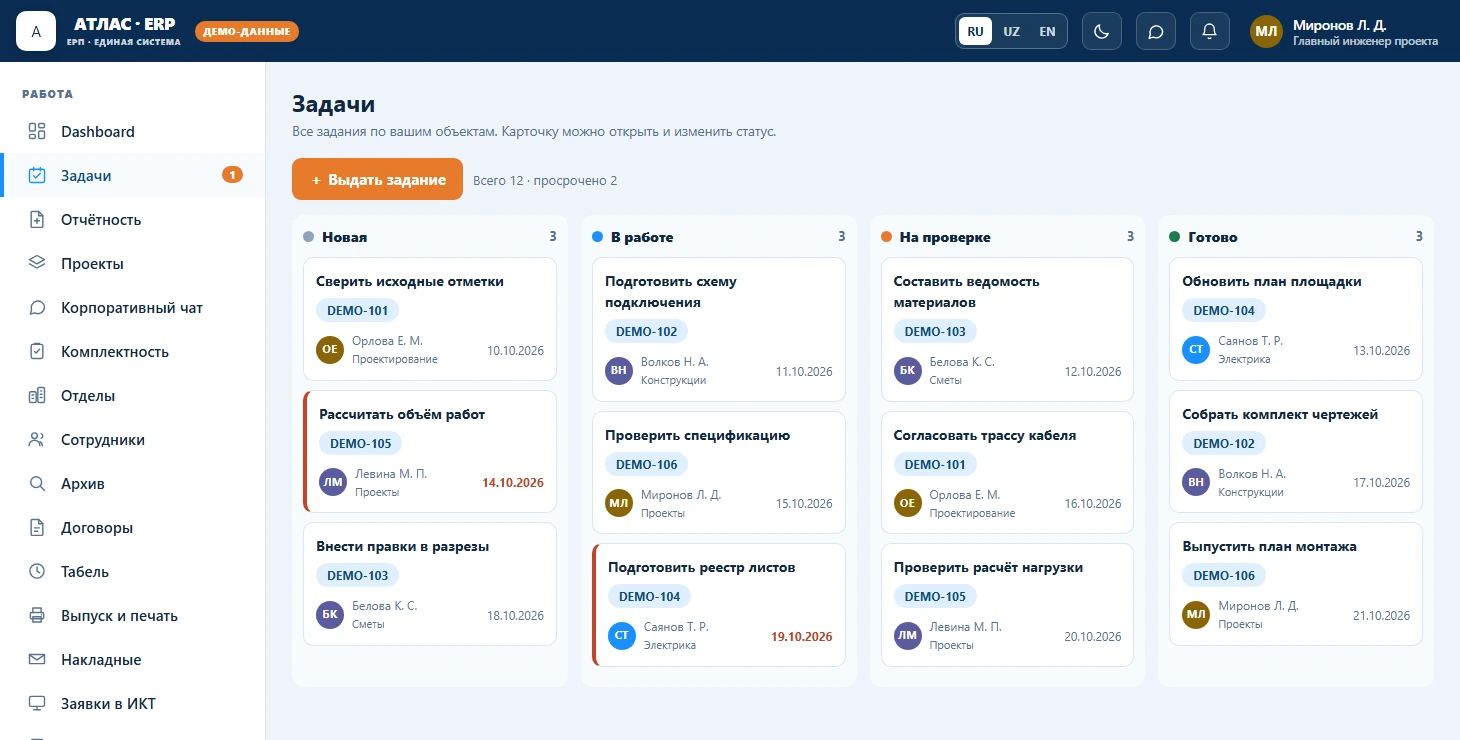 А
АТЛАС · ERP
ЕРП · ЕДИНАЯ СИСТЕМА
ДЕМО-ДАННЫЕ
RU UZ EN
МЛ
Миронов Л. Д.
Главный инженер проекта
РАБОТА
Dashboard
Задачи 1
Отчётность
Проекты
Корпоративный чат
Комплектность
Отделы
Сотрудники
Архив
Договоры
Табель
Выпуск и печать
Накладные
Заявки в ИКТ
Задачи
Все задания по вашим объектам. Карточку можно открыть и изменить статус.
+ Выдать задание
Всего 12 · просрочено 2
Новая 3
Сверить исходные отметки
DEMO-101
ОЕ
Орлова Е. М.
Проектирование
10.10.2026
Рассчитать объём работ
DEMO-105
ЛМ
Левина М. П.
Проекты
14.10.2026
Внести правки в разрезы
DEMO-103
БК
Белова К. С.
Сметы
18.10.2026
В работе 3
Подготовить схему
подключения
DEMO-102
ВН
Волков Н. А.
Конструкции
11.10.2026
Проверить спецификацию
DEMO-106
МЛ
Миронов Л. Д.
Проекты
15.10.2026
Подготовить реестр листов
DEMO-104
СТ
Саянов Т. Р.
Электрика
19.10.2026
На проверке 3
Составить ведомость
материалов
DEMO-103
БК
Белова К. С.
Сметы
12.10.2026
Согласовать трассу кабеля
DEMO-101
ОЕ
Орлова Е. М.
Проектирование
16.10.2026
Проверить расчёт нагрузки
DEMO-105
ЛМ
Левина М. П.
Проекты
20.10.2026
Готово 3
Обновить план площадки
DEMO-104
СТ
Саянов Т. Р.
Электрика
13.10.2026
Собрать комплект чертежей
DEMO-102
ВН
Волков Н. А.
Конструкции
17.10.2026
Выпустить план монтажа
DEMO-106
МЛ
Миронов Л. Д.
Проекты
21.10.2026